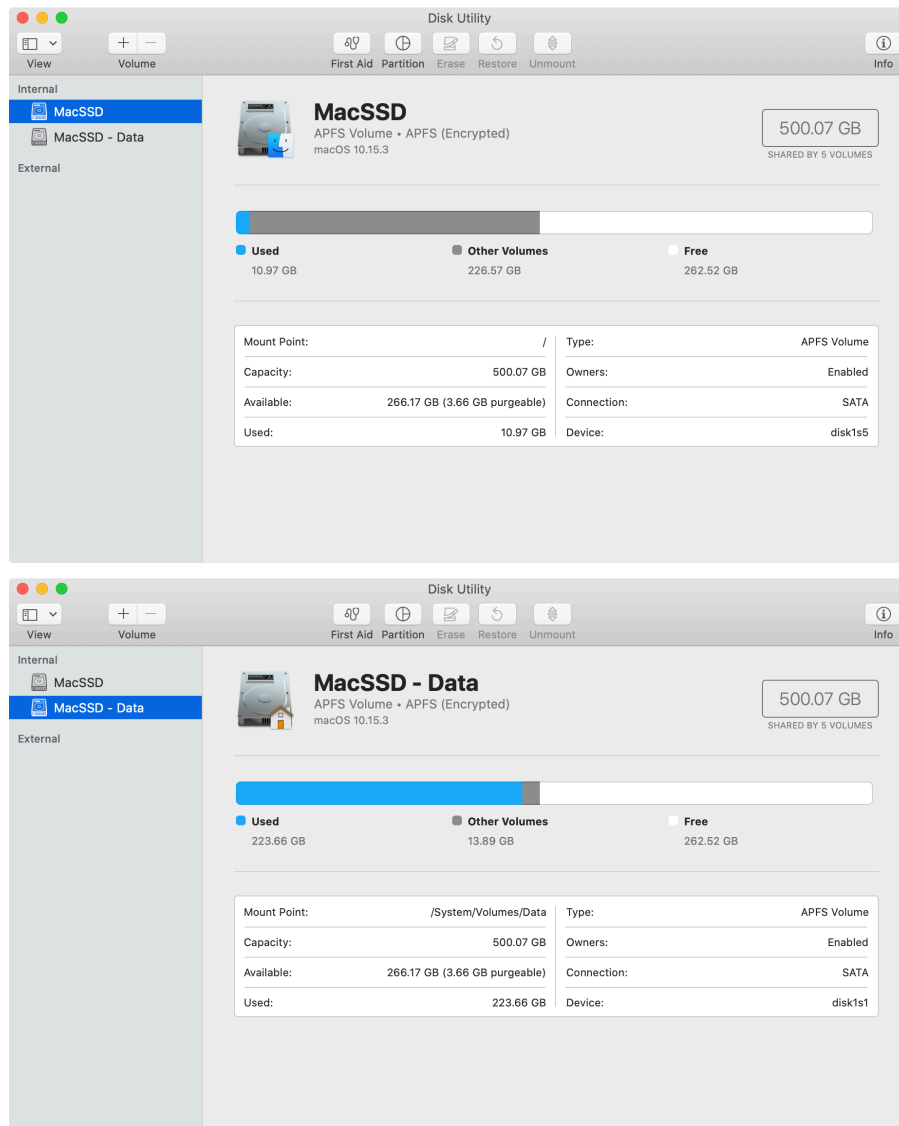 Disk Utility
View Volume First Aid Partition Erase Restore Unmount Info
Internal
MacSSD
MacSSD - Data
External
MacSSD
APFS Volume • APFS (Encrypted)
macOS 10.15.3
500.07 GB
SHARED BY 5 VOLUMES
Used Other Volumes Free
10.97 GB 226.57 GB 262.52 GB
Mount Point: / Type: APFS Volume
Capacity: 500.07 GB Owners: Enabled
Available: 266.17 GB (3.66 GB purgeable) Connection: SATA
Used: 10.97 GB Device: disk1s5
Disk Utility
View Volume First Aid Partition Erase Restore Unmount Info
Internal
MacSSD
MacSSD - Data
External
MacSSD - Data
APFS Volume • APFS (Encrypted)
macOS 10.15.3
500.07 GB
SHARED BY 5 VOLUMES
Used Other Volumes Free
223.66 GB 13.89 GB 262.52 GB
Mount Point: /System/Volumes/Data Type: APFS Volume
Capacity: 500.07 GB Owners: Enabled
Available: 266.17 GB (3.66 GB purgeable) Connection: SATA
Used: 223.66 GB Device: disk1s1